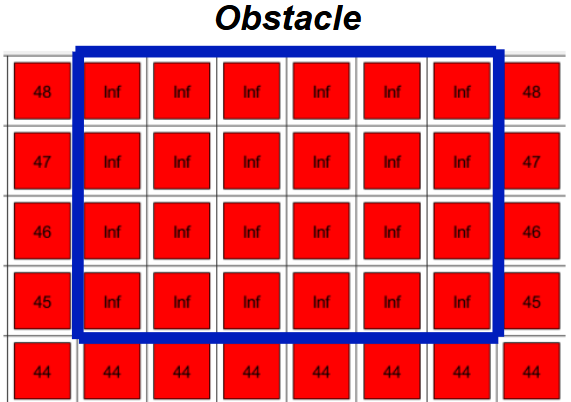 Obstacle
48 Inf Inf Inf Inf Inf Inf 48
47 Inf Inf Inf Inf Inf Inf 47
46 Inf Inf Inf Inf Inf Inf 46
45 Inf Inf Inf Inf Inf Inf 45
44 44 44 44 44 44 44 44